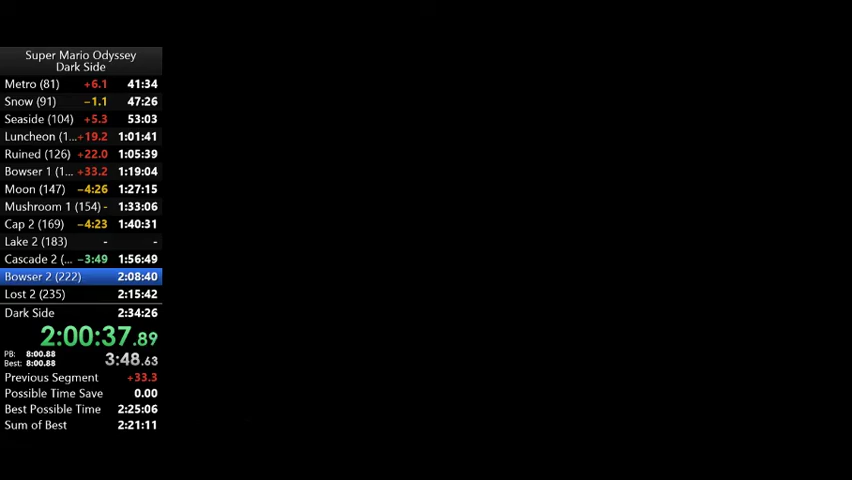 Super Mario Odyssey
Dark Side
Metro (81) +6.1 41:34
Snow (91) −1.1 47:26
Seaside (104) +5.3 53:03
Luncheon (1... +19.2 1:01:41
Ruined (126) +22.0 1:05:39
Bowser 1 (1... +33.2 1:19:04
Moon (147) −4:26 1:27:15
Mushroom 1 (154) - 1:33:06
Cap 2 (169) −4:23 1:40:31
Lake 2 (183) - -
Cascade 2 (... −3:49 1:56:49
Bowser 2 (222) 2:08:40
Lost 2 (235) 2:15:42
Dark Side 2:34:26
2:00:37.89
PB: 8:00.88
Best: 8:00.88
3:48.63
Previous Segment +33.3
Possible Time Save 0.00
Best Possible Time 2:25:06
Sum of Best 2:21:11